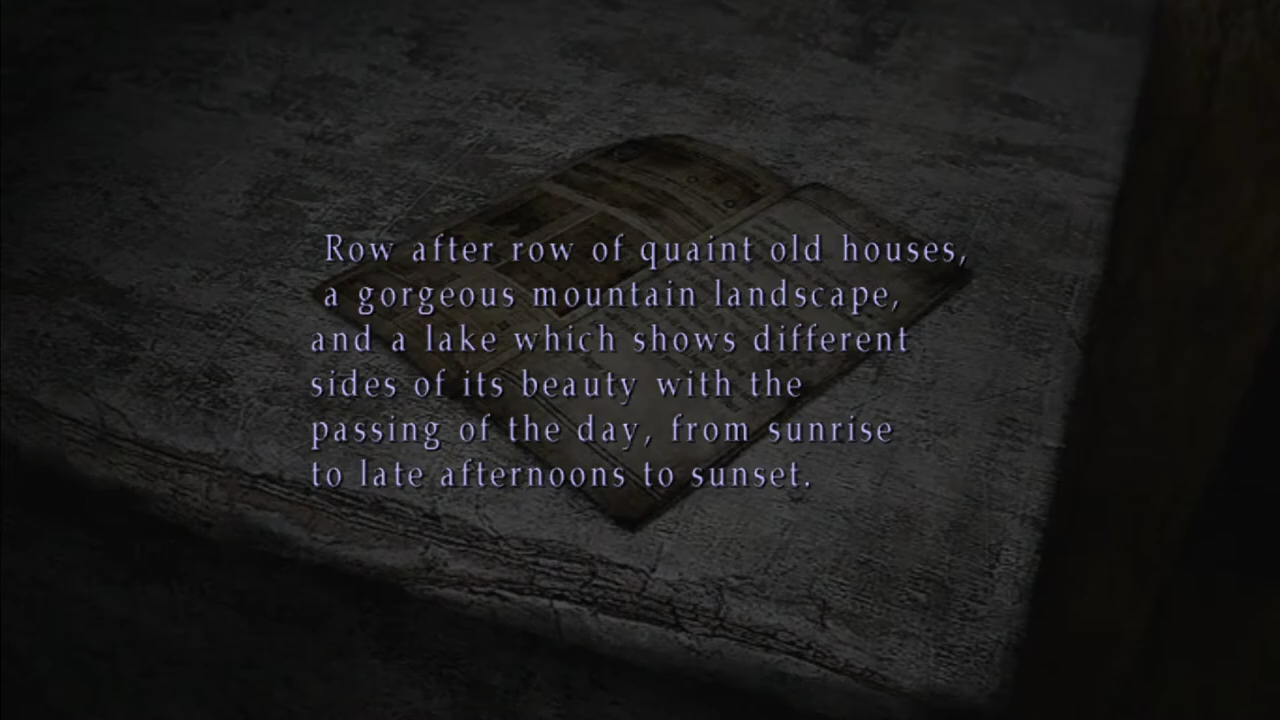 Row after row of quaint old houses,
a gorgeous mountain landscape,
and a lake which shows different
sides of its beauty with the
passing of the day, from sunrise
to late afternoons to sunset.